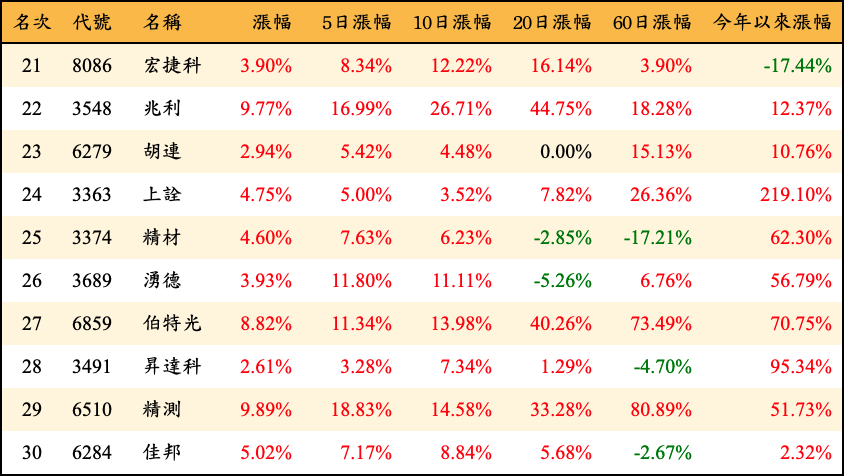 名次 代號 名稱 漲幅 5日漲幅 10日漲幅 20日漲幅 60日漲幅 今年以來漲幅
21 8086 宏捷科 3.90% 8.34% 12.22% 16.14% 3.90% -17.44%
22 3548 兆利 9.77% 16.99% 26.71% 44.75% 18.28% 12.37%
23 6279 胡連 2.94% 5.42% 4.48% 0.00% 15.13% 10.76%
24 3363 上詮 4.75% 5.00% 3.52% 7.82% 26.36% 219.10%
25 3374 精材 4.60% 7.63% 6.23% -2.85% -17.21% 62.30%
26 3689 湧德 3.93% 11.80% 11.11% -5.26% 6.76% 56.79%
27 6859 伯特光 8.82% 11.34% 13.98% 40.26% 73.49% 70.75%
28 3491 昇達科 2.61% 3.28% 7.34% 1.29% -4.70% 95.34%
29 6510 精測 9.89% 18.83% 14.58% 33.28% 80.89% 51.73%
30 6284 佳邦 5.02% 7.17% 8.84% 5.68% -2.67% 2.32%